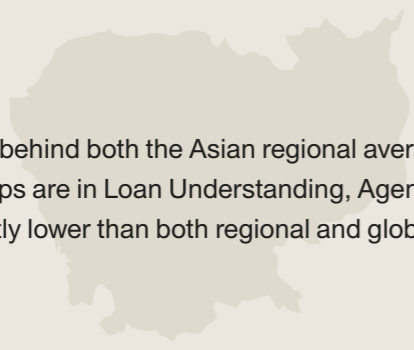 behind both the Asian regional aver
ps are in Loan Understanding, Agen
tly lower than both regional and glob